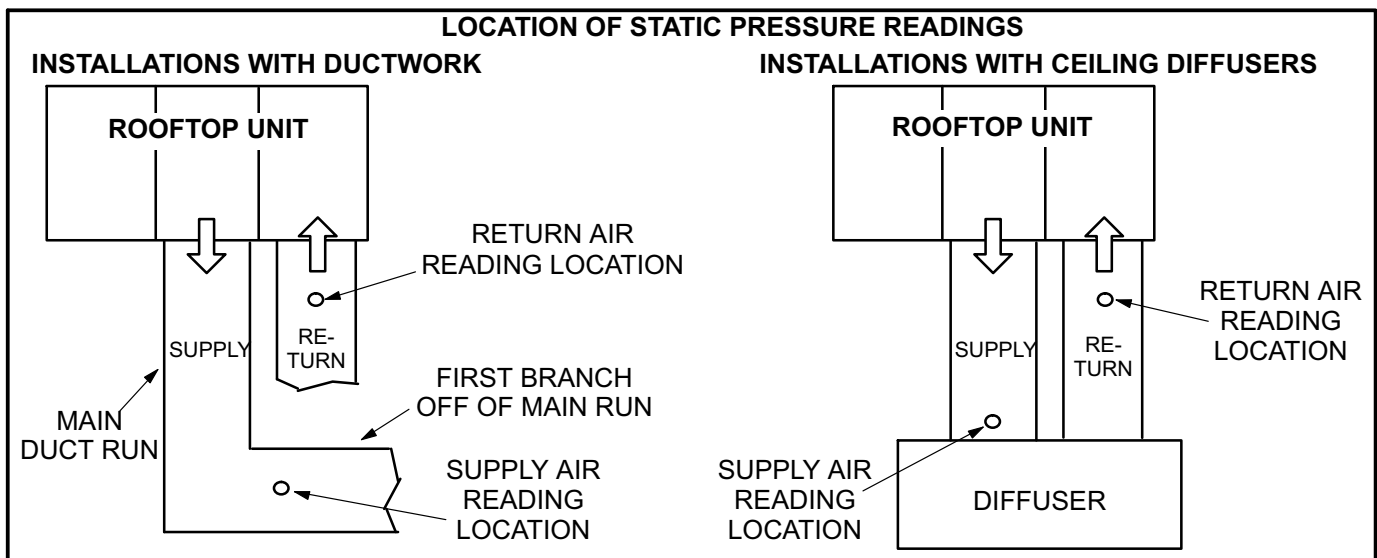 LOCATION OF STATIC PRESSURE READINGS
INSTALLATIONS WITH DUCTWORK
ROOFTOP UNIT
RETURN AIR
READING LOCATION
SUPPLY
RE-
TURN
MAIN
DUCT RUN
FIRST BRANCH
OFF OF MAIN RUN
SUPPLY AIR
READING
LOCATION
INSTALLATIONS WITH CEILING DIFFUSERS
ROOFTOP UNIT
RETURN AIR
READING
LOCATION
SUPPLY
RE-
TURN
SUPPLY AIR
READING
LOCATION
DIFFUSER